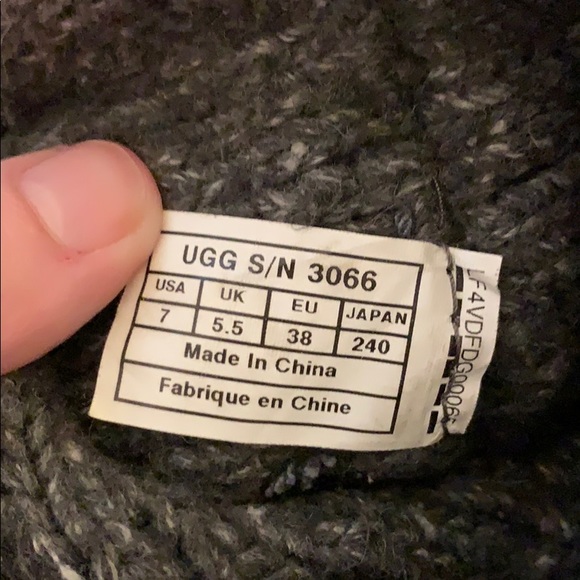 UGG S/N 3066
USA UK EU JAPAN
7 5.5 38 240
Made In China
Fabrique en Chine